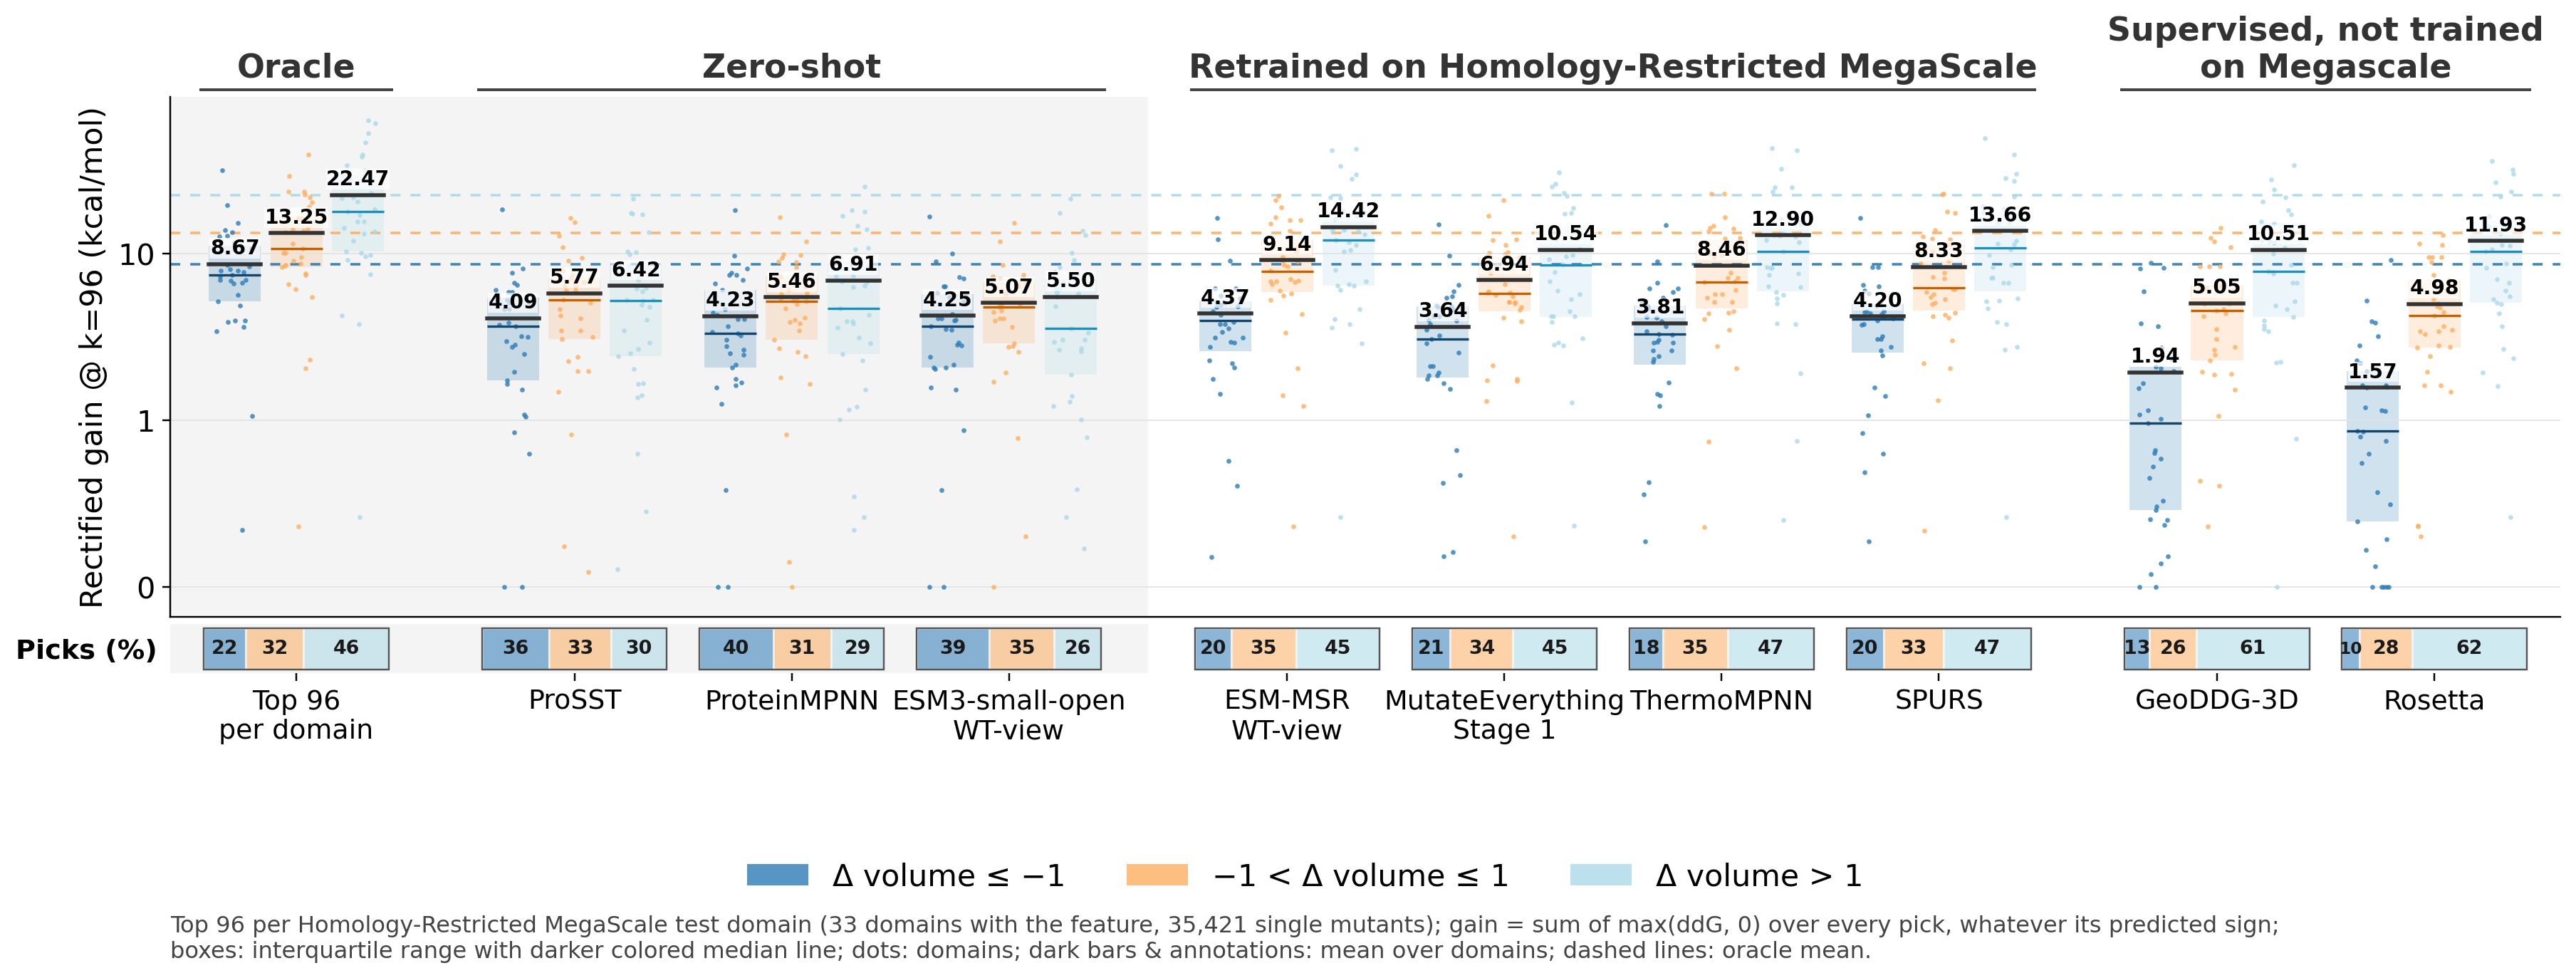 Oracle
Zero-shot
Retrained on Homology-Restricted MegaScale
Supervised, not trained
on Megascale
Rectified gain @ k=96 (kcal/mol)
10
1
0
8.67
13.25
22.47
4.09
5.77
6.42
4.23
5.46
6.91
4.25
5.07
5.50
4.37
9.14
14.42
3.64
6.94
10.54
3.81
8.46
12.90
4.20
8.33
13.66
1.94
5.05
10.51
1.57
4.98
11.93
Picks (%)
22 32 46
36 33 30
40 31 29
39 35 26
20 35 45
21 34 45
18 35 47
20 33 47
13 26 61
10 28 62
Top 96
per domain
ProSST
ProteinMPNN
ESM3-small-open
WT-view
ESM-MSR
WT-view
MutateEverything
Stage 1
ThermoMPNN
SPURS
GeoDDG-3D
Rosetta
Δ volume ≤ −1
−1 < Δ volume ≤ 1
Δ volume > 1
Top 96 per Homology-Restricted MegaScale test domain (33 domains with the feature, 35,421 single mutants); gain = sum of max(ddG, 0) over every pick, whatever its predicted sign;
boxes: interquartile range with darker colored median line; dots: domains; dark bars & annotations: mean over domains; dashed lines: oracle mean.